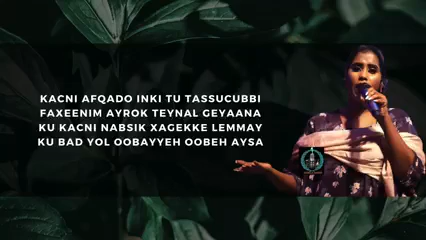 KACNI AFQADO INKI TU TASSUCUBBI
FAXEENIM AYROK TEYNAL GEYAANA
KU KACNI NABSIK XAGEKKE LEMMAY
KU BAD YOL OOBAYYEH OOBEH AYSA